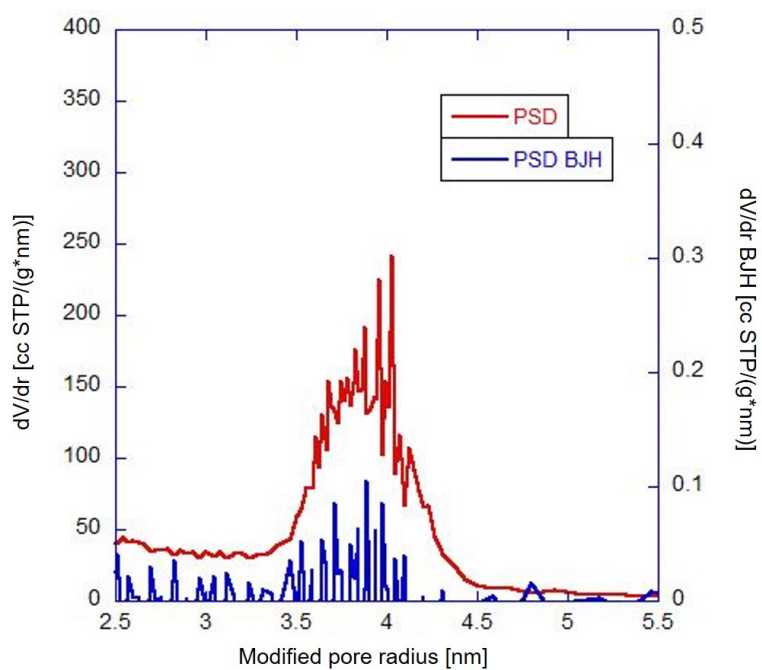 400
350
300
250
200
150
100
50
0
0.5
0.4
0.3
0.2
0.1
0
PSD
PSD BJH
2.5 3 3.5 4 4.5 5 5.5
Modified pore radius [nm]
dV/dr [cc STP/(g*nm)]
dV/dr BJH [cc STP/(g*nm)]